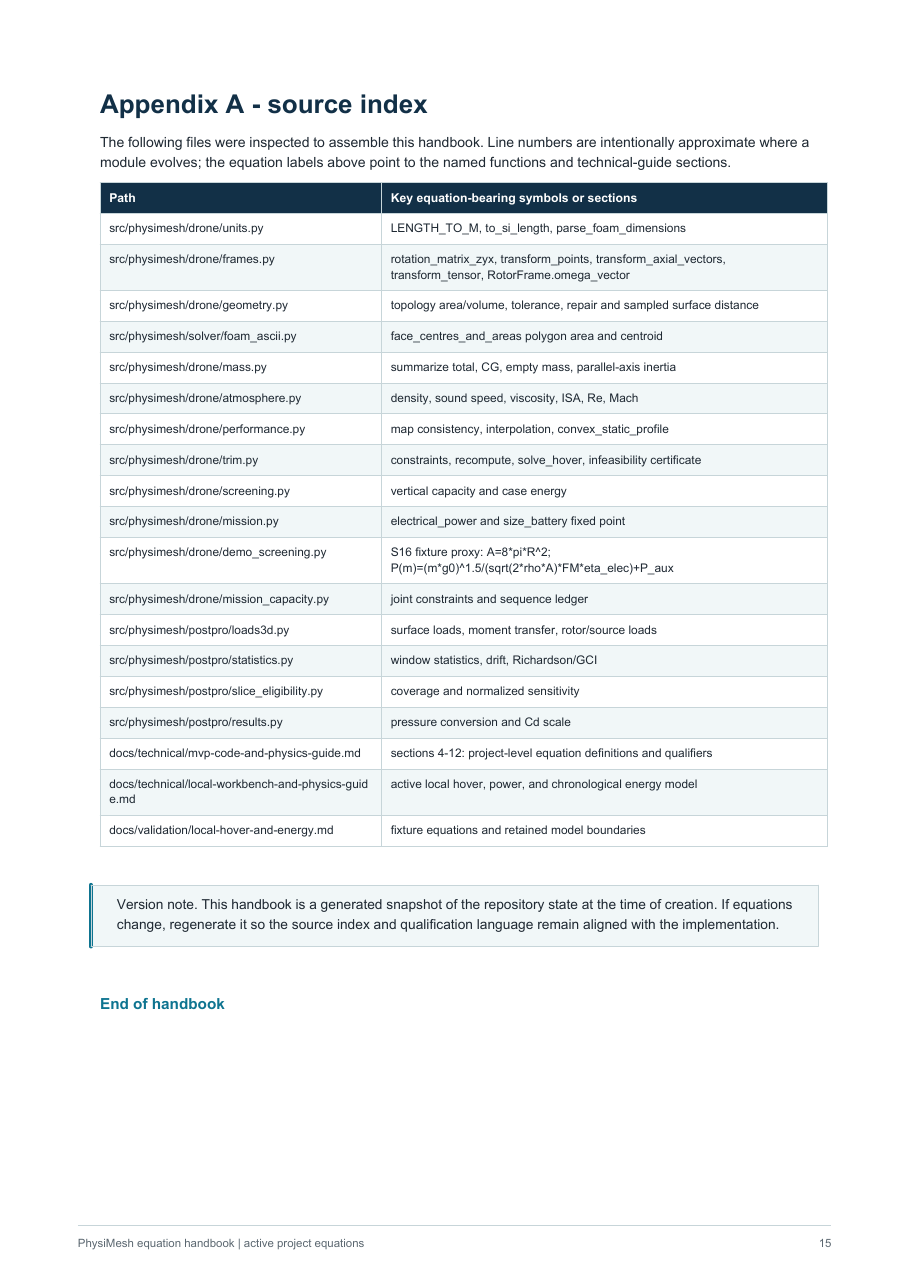 Appendix A - source index
The following files were inspected to assemble this handbook. Line numbers are intentionally approximate where a
module evolves; the equation labels above point to the named functions and technical-guide sections.
Path Key equation-bearing symbols or sections
src/physimesh/drone/units.py LENGTH_TO_M, to_si_length, parse_foam_dimensions
src/physimesh/drone/frames.py rotation_matrix_zyx, transform_points, transform_axial_vectors,
transform_tensor, RotorFrame.omega_vector
src/physimesh/drone/geometry.py topology area/volume, tolerance, repair and sampled surface distance
src/physimesh/solver/foam_ascii.py face_centres_and_areas polygon area and centroid
src/physimesh/drone/mass.py summarize total, CG, empty mass, parallel-axis inertia
src/physimesh/drone/atmosphere.py density, sound speed, viscosity, ISA, Re, Mach
src/physimesh/drone/performance.py map consistency, interpolation, convex_static_profile
src/physimesh/drone/trim.py constraints, recompute, solve_hover, infeasibility certificate
src/physimesh/drone/screening.py vertical capacity and case energy
src/physimesh/drone/mission.py electrical_power and size_battery fixed point
src/physimesh/drone/demo_screening.py S16 fixture proxy: A=8*pi*R^2;
P(m)=(m*g0)^1.5/(sqrt(2*rho*A)*FM*eta_elec)+P_aux
src/physimesh/drone/mission_capacity.py joint constraints and sequence ledger
src/physimesh/postpro/loads3d.py surface loads, moment transfer, rotor/source loads
src/physimesh/postpro/statistics.py window statistics, drift, Richardson/GCI
src/physimesh/postpro/slice_eligibility.py coverage and normalized sensitivity
src/physimesh/postpro/results.py pressure conversion and Cd scale
docs/technical/mvp-code-and-physics-guide.md sections 4-12: project-level equation definitions and qualifiers
docs/technical/local-workbench-and-physics-guid active local hover, power, and chronological energy model
e.md
docs/validation/local-hover-and-energy.md fixture equations and retained model boundaries
Version note. This handbook is a generated snapshot of the repository state at the time of creation. If equations
change, regenerate it so the source index and qualification language remain aligned with the implementation.
End of handbook
PhysiMesh equation handbook | active project equations 15